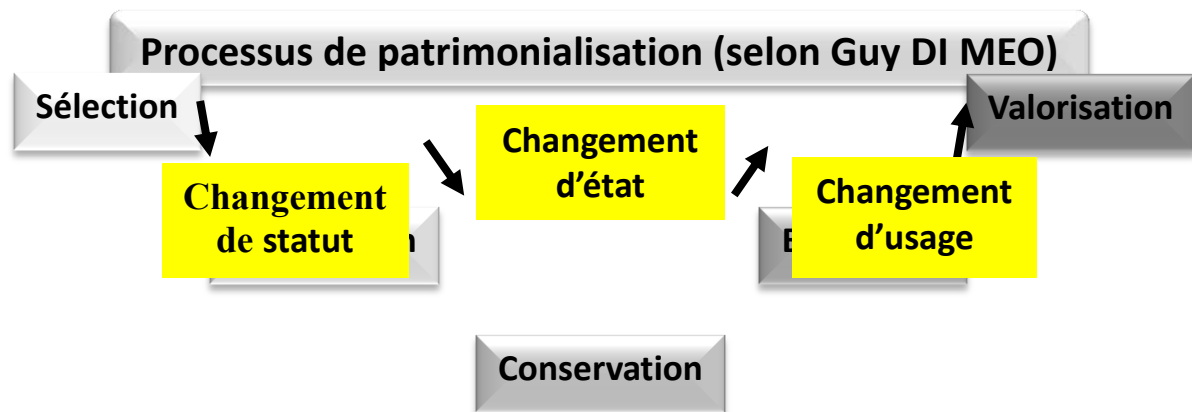 Processus de patrimonialisation (selon Guy DI MEO)
Sélection
Valorisation
Changement
d’état
Changement
de statut
Changement
d’usage
Conservation